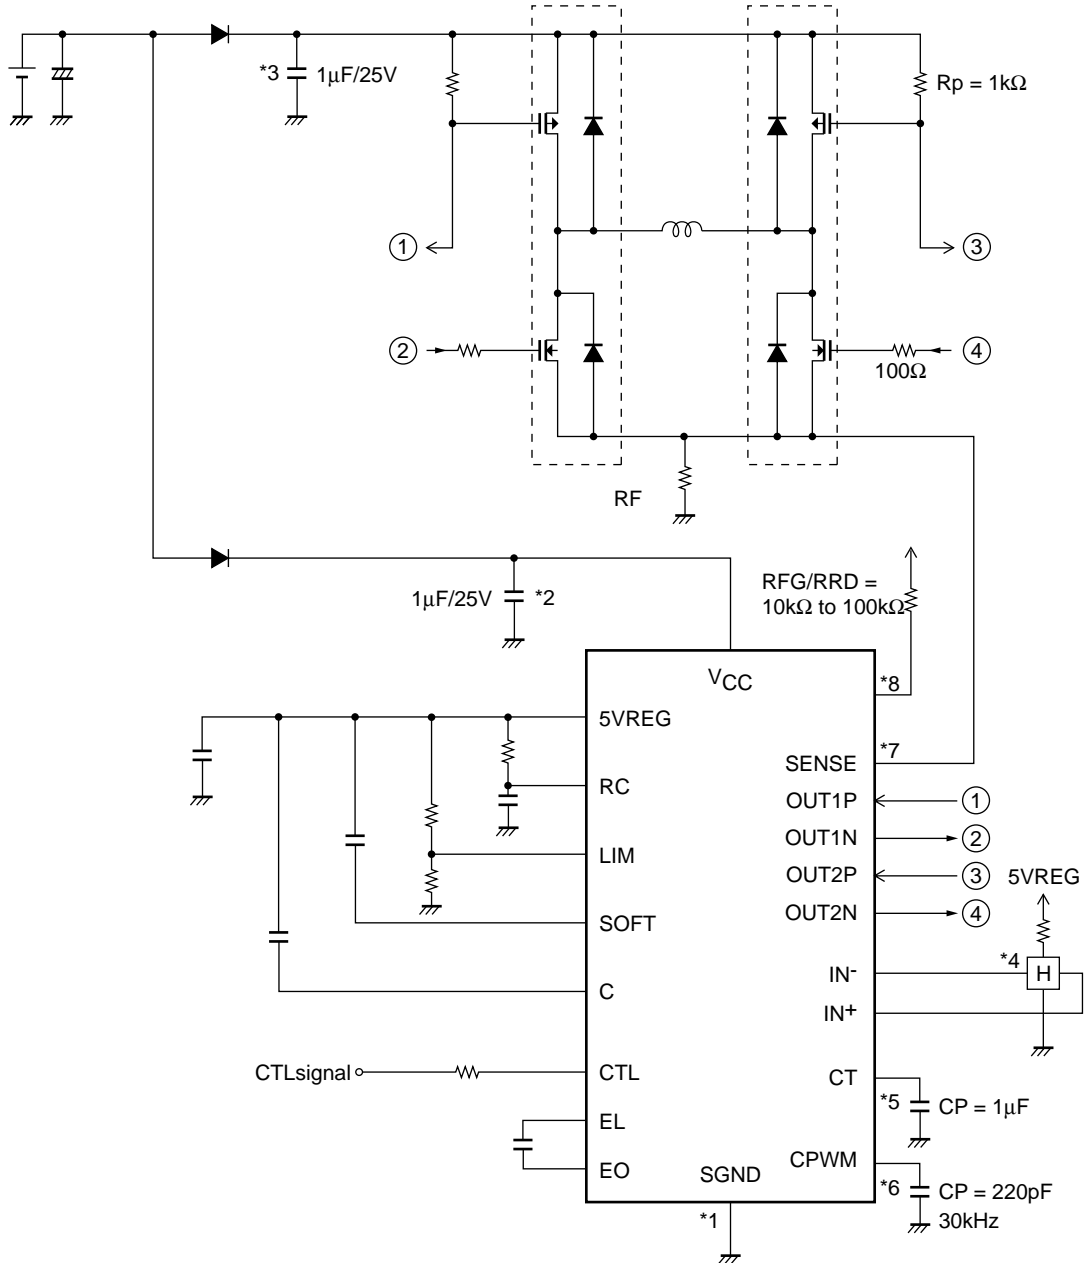 *3
1μF/25V
Rp = 1kΩ
1
3
2
4
100Ω
RF
1μF/25V
*2
RFG/RRD =
10kΩ to 100kΩ
VCC
*8
5VREG
*7
SENSE
RC
OUT1P
1
OUT1N
2
LIM
OUT2P
3
5VREG
OUT2N
4
SOFT
*4
H
IN-
C
IN+
CTLsignal
CTL
CT
*5
CP = 1μF
EL
CPWM
EO
SGND
*6
CP = 220pF
30kHz
*1